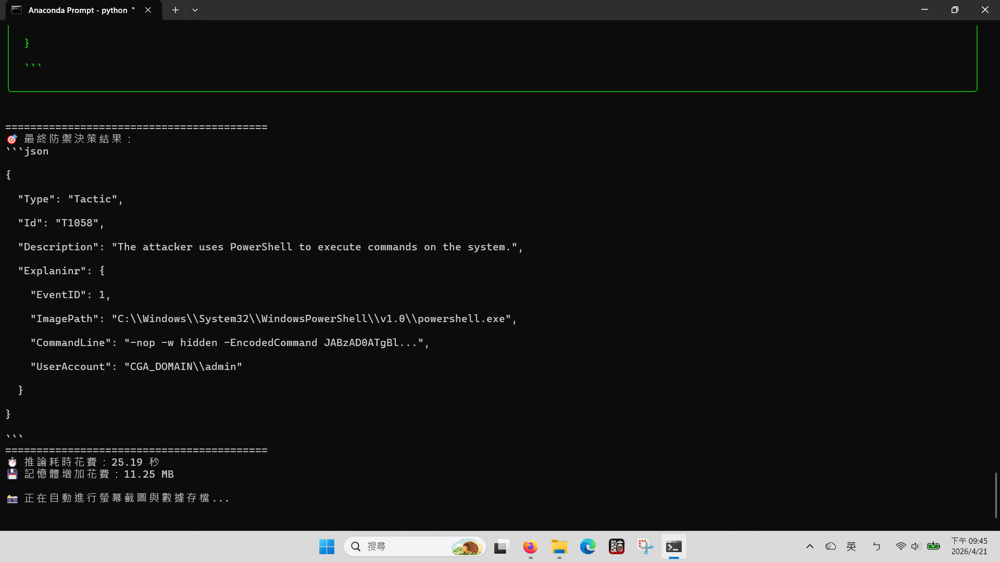 Anaconda Prompt - python "
}
```
==========================================
🎯 最終防禦決策結果：
```json
{
"Type": "Tactic",
"Id": "T1058",
"Description": "The attacker uses PowerShell to execute commands on the system.",
"Explaninr": {
"EventID": 1,
"ImagePath": "C:\\Windows\\System32\\WindowsPowerShell\\v1.0\\powershell.exe",
"CommandLine": "-nop -w hidden -EncodedCommand JABzAD0ATgBl...",
"UserAccount": "CGA_DOMAIN\\admin"
}
}
```
==========================================
⏱️ 推論耗時花費：25.19 秒
💾 記憶體增加花費：11.25 MB
📸 正在自動進行螢幕截圖與數據存檔...
搜尋
股市
英
ㄅ
下午 09:45
2026/4/21